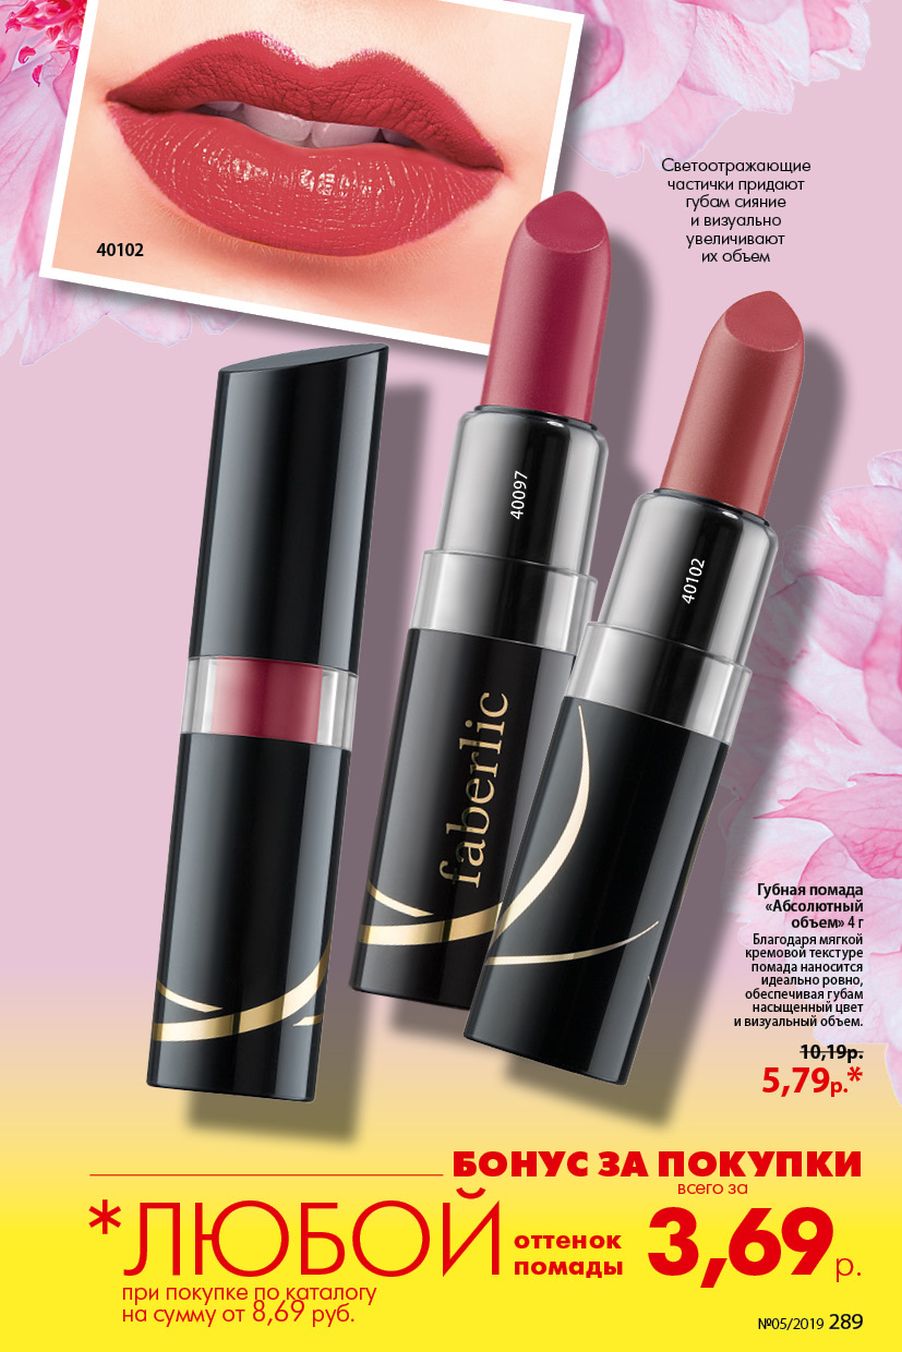 40102
Светоотражающие
частички придают
губам сияние
и визуально
увеличивают
их объем
40097
40102
faberlic
Губная помада
«Абсолютный
объем» 4 г
Благодаря мягкой
кремовой текстуре
помада наносится
идеально ровно,
обеспечивая губам
насыщенный цвет
и визуальный объем.
10,19р.
5,79р.*
БОНУС ЗА ПОКУПКИ
всего за
*ЛЮБОЙ оттенок помады 3,69 р.
при покупке по каталогу
на сумму от 8,69 руб.
№05/2019 289